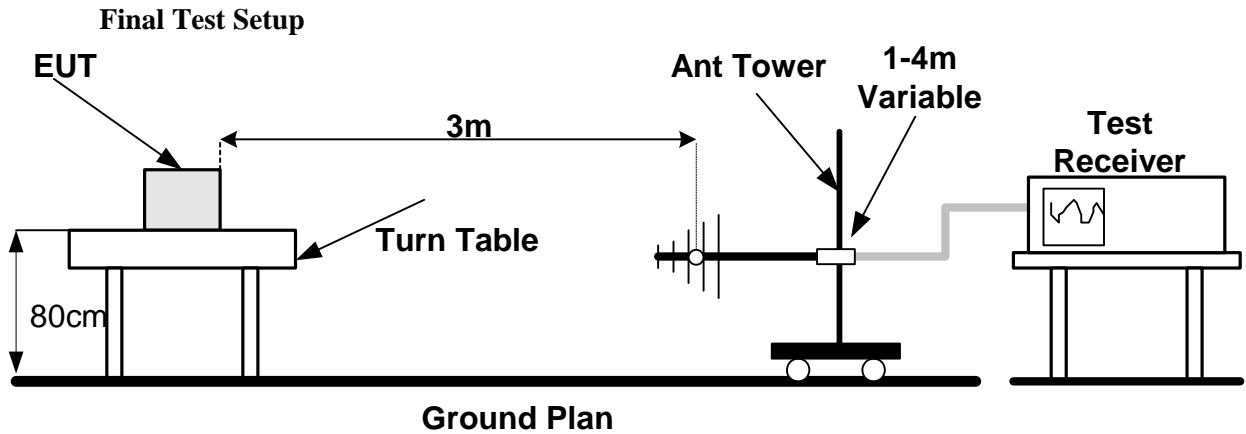 Final Test Setup
EUT
Ant Tower
1-4m
Variable
3m
Test
Receiver
Turn Table
80cm
Ground Plan